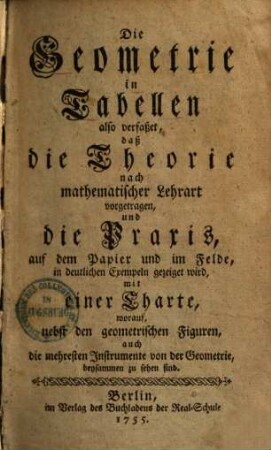 Die
Geometrie
in
Tabellen
also verfaßet,
daß
die Theorie
nach
mathematischer Lehrart
vorgetragen,
und
die Praxis,
auf dem Papier und im Felde,
in deutlichen Exempeln gezeiget wird,
mit
einer Charte,
worauf,
nebst den geometrischen Figuren,
auch
die mehresten Instrumente von der Geometrie,
beysammen zu sehen sind.
Berlin,
im Verlag des Buchladens der Real-Schule
1755.